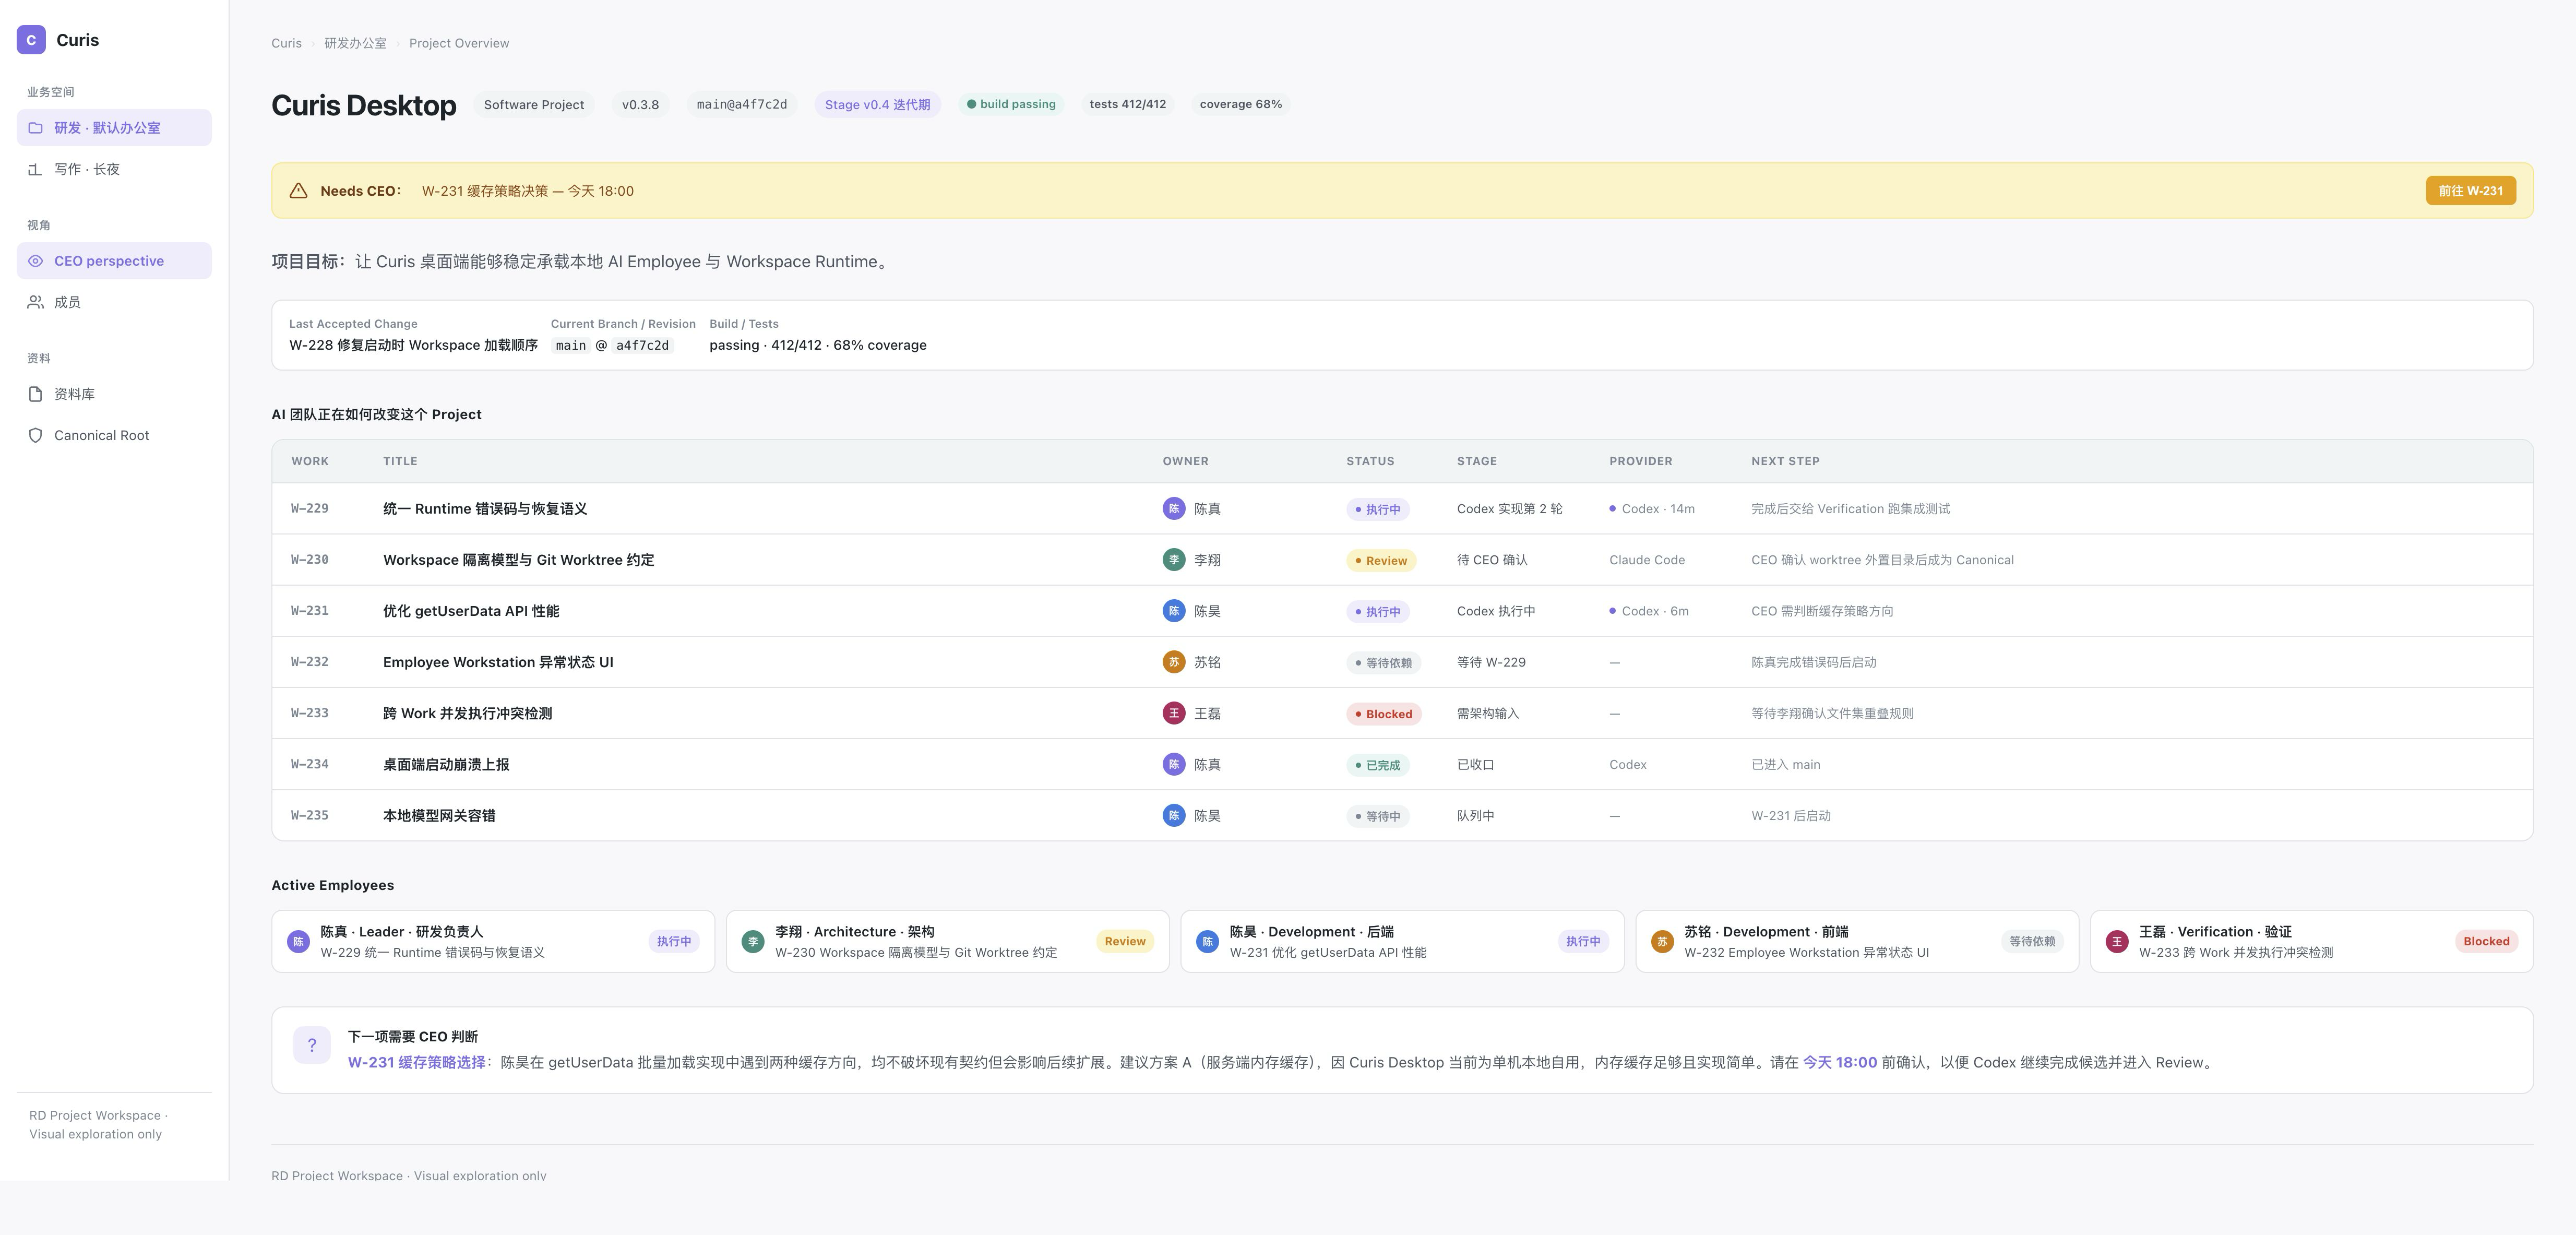 C Curis
业务空间
研发 · 默认办公室
写作 · 长夜
视角
CEO perspective
成员
资料
资料库
Canonical Root
RD Project Workspace ·
Visual exploration only
Curis › 研发办公室 › Project Overview
Curis Desktop Software Project v0.3.8 main@a4f7c2d Stage v0.4 迭代期 build passing tests 412/412 coverage 68%
Needs CEO： W-231 缓存策略决策 — 今天 18:00 前往 W-231
项目目标：让 Curis 桌面端能够稳定承载本地 AI Employee 与 Workspace Runtime。
Last Accepted Change Current Branch / Revision Build / Tests
W-228 修复启动时 Workspace 加载顺序 main @ a4f7c2d passing · 412/412 · 68% coverage
AI 团队正在如何改变这个 Project
WORK TITLE OWNER STATUS STAGE PROVIDER NEXT STEP
W-229 统一 Runtime 错误码与恢复语义 陈 陈真 执行中 Codex 实现第 2 轮 Codex · 14m 完成后交给 Verification 跑集成测试
W-230 Workspace 隔离模型与 Git Worktree 约定 李 李翔 Review 待 CEO 确认 Claude Code CEO 确认 worktree 外置目录后成为 Canonical
W-231 优化 getUserData API 性能 陈 陈昊 执行中 Codex 执行中 Codex · 6m CEO 需判断缓存策略方向
W-232 Employee Workstation 异常状态 UI 苏 苏铭 等待依赖 等待 W-229 — 陈真完成错误码后启动
W-233 跨 Work 并发执行冲突检测 王 王磊 Blocked 需架构输入 — 等待李翔确认文件集重叠规则
W-234 桌面端启动崩溃上报 陈 陈真 已完成 已收口 Codex 已进入 main
W-235 本地模型网关容错 陈 陈昊 等待中 队列中 — W-231 后启动
Active Employees
陈 陈真 · Leader · 研发负责人 执行中
W-229 统一 Runtime 错误码与恢复语义
李 李翔 · Architecture · 架构 Review
W-230 Workspace 隔离模型与 Git Worktree 约定
陈 陈昊 · Development · 后端 执行中
W-231 优化 getUserData API 性能
苏 苏铭 · Development · 前端 等待依赖
W-232 Employee Workstation 异常状态 UI
王 王磊 · Verification · 验证 Blocked
W-233 跨 Work 并发执行冲突检测
? 下一项需要 CEO 判断
W-231 缓存策略选择：陈昊在 getUserData 批量加载实现中遇到两种缓存方向，均不破坏现有契约但会影响后续扩展。建议方案 A（服务端内存缓存），因 Curis Desktop 当前为单机本地自用，内存缓存足够且实现简单。请在 今天 18:00 前确认，以便 Codex 继续完成候选并进入 Review。
RD Project Workspace · Visual exploration only